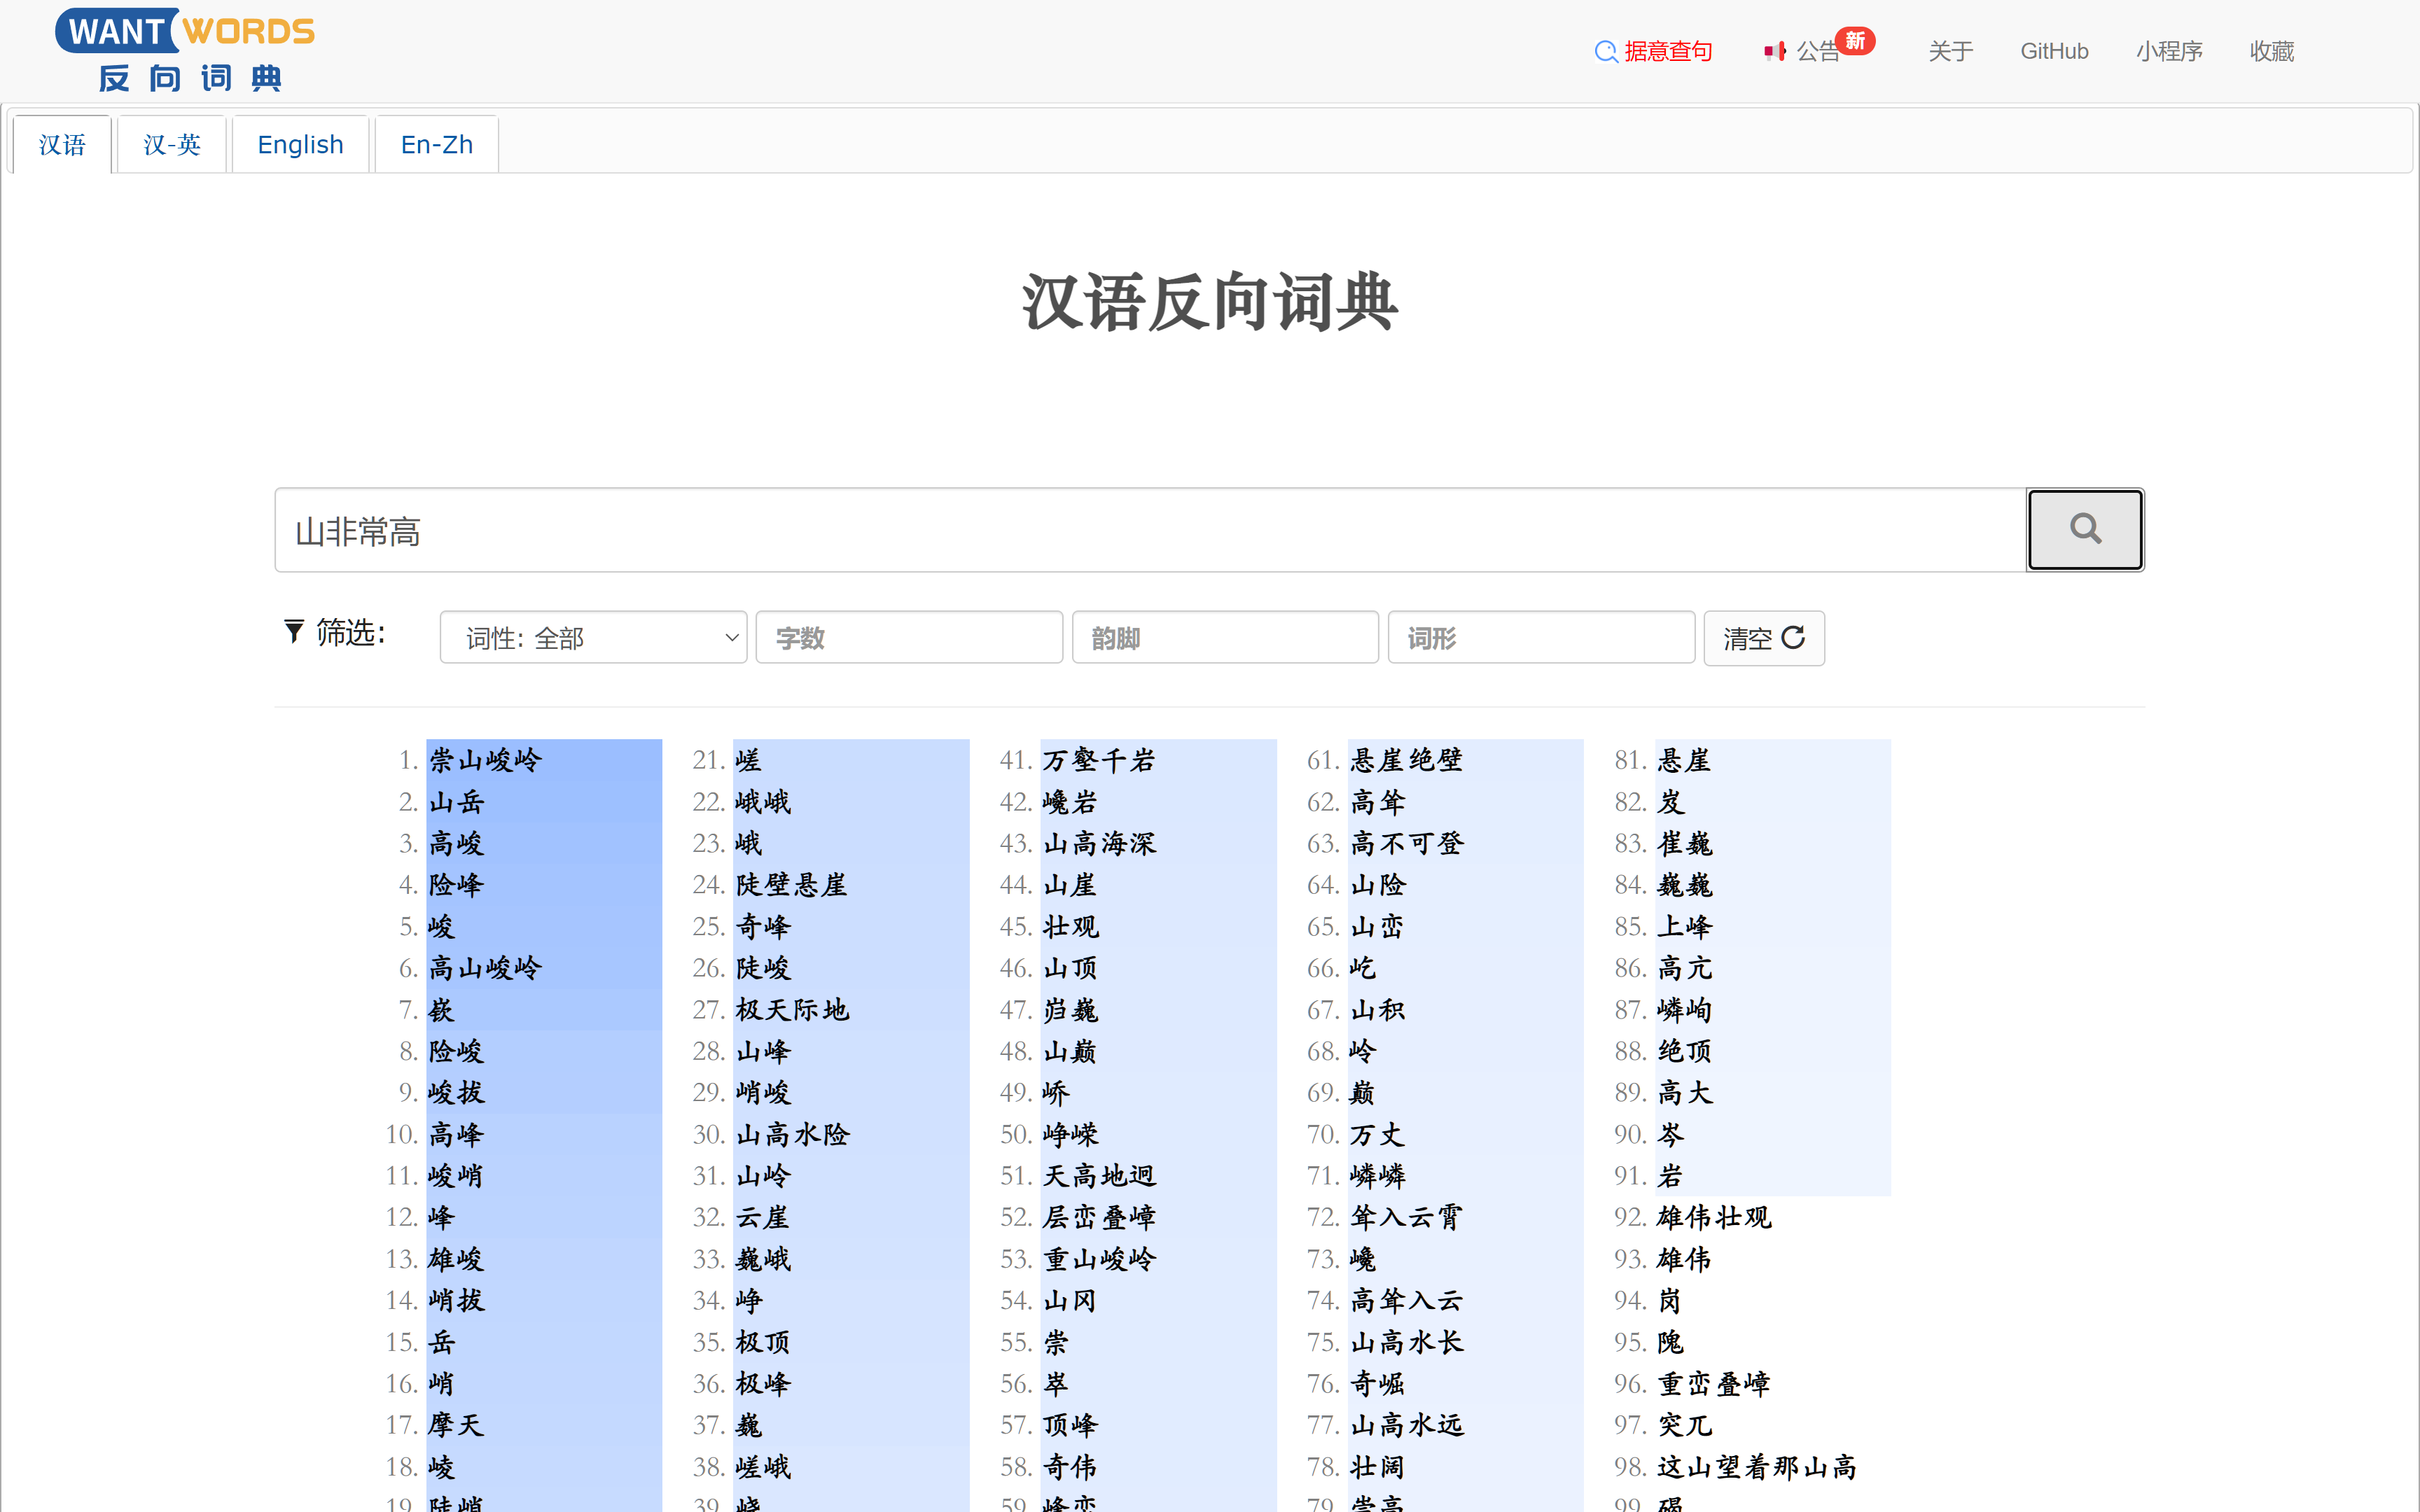 WANT WORDS
反向词典
据意查句 公告 新 关于 GitHub 小程序 收藏
汉语 汉-英 English En-Zh
汉语反向词典
山非常高
筛选: 词性: 全部 字数 韵脚 词形 清空
1. 崇山峻岭
2. 山岳
3. 高峻
4. 险峰
5. 峻
6. 高山峻岭
7. 嵚
8. 险峻
9. 峻拔
10. 高峰
11. 峻峭
12. 峰
13. 雄峻
14. 峭拔
15. 岳
16. 峭
17. 摩天
18. 崚
19. 陡峭
21. 嵯
22. 峨峨
23. 峨
24. 陡壁悬崖
25. 奇峰
26. 陡峻
27. 极天际地
28. 山峰
29. 峭峻
30. 山高水险
31. 山岭
32. 云崖
33. 巍峨
34. 峥
35. 极顶
36. 极峰
37. 巍
38. 嵯峨
39. 峣
41. 万壑千岩
42. 巉岩
43. 山高海深
44. 山崖
45. 壮观
46. 山顶
47. 岿巍
48. 山巅
49. 峤
50. 峥嵘
51. 天高地迥
52. 层峦叠嶂
53. 重山峻岭
54. 山冈
55. 崇
56. 崒
57. 顶峰
58. 奇伟
59. 峰峦
61. 悬崖绝壁
62. 高耸
63. 高不可登
64. 山险
65. 山峦
66. 屹
67. 山积
68. 岭
69. 巅
70. 万丈
71. 嶙嶙
72. 耸入云霄
73. 巉
74. 高耸入云
75. 山高水长
76. 奇崛
77. 山高水远
78. 壮阔
79. 崇高
81. 悬崖
82. 岌
83. 崔巍
84. 巍巍
85. 上峰
86. 高亢
87. 嶙峋
88. 绝顶
89. 高大
90. 岑
91. 岩
92. 雄伟壮观
93. 雄伟
94. 岗
95. 隗
96. 重峦叠嶂
97. 突兀
98. 这山望着那山高
99. 碣